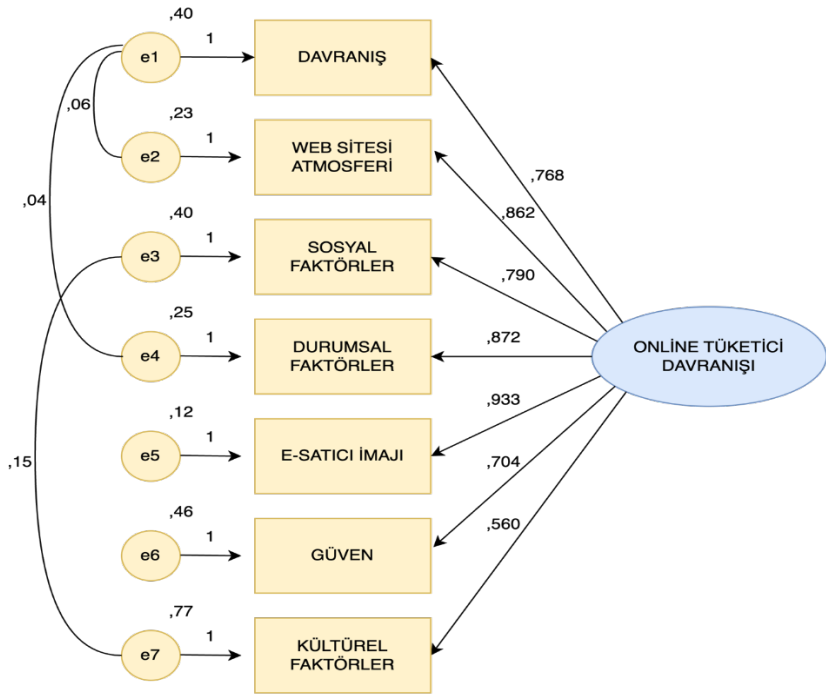 ,40
e1
1
DAVRANIŞ
,06
,23
e2
1
WEB SİTESİ
ATMOSFERİ
,768
,862
,04
,40
e3
1
SOSYAL
FAKTÖRLER
,790
,25
e4
1
DURUMSAL
FAKTÖRLER
,872
ONLİNE TÜKETİCİ
DAVRANIŞI
,15
,12
e5
1
E-SATICI İMAJI
,933
,704
,46
e6
1
GÜVEN
,560
,77
e7
1
KÜLTÜREL
FAKTÖRLER